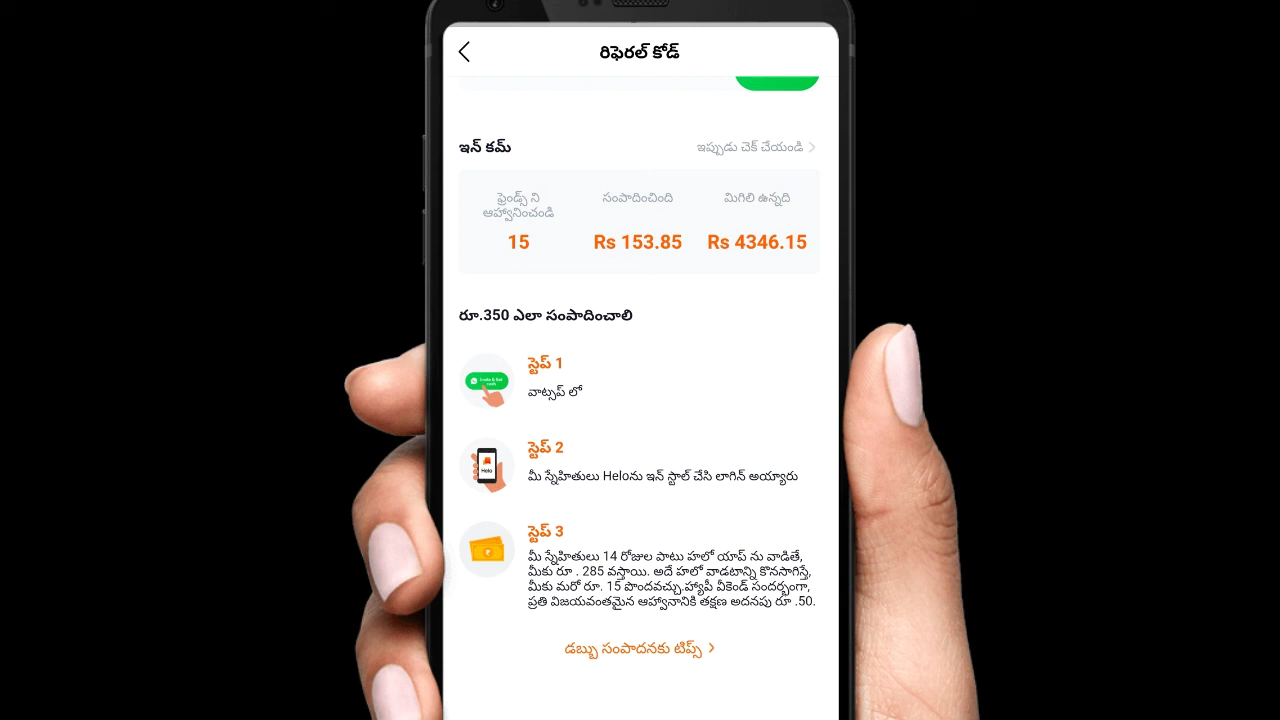 రిఫెరల్ కోడ్
ఇన్ కమ్
ఇప్పుడు చెక్ చేయండి
ఫ్రెండ్స్ ని
ఆహ్వానించండి
సంపాదించింది
మిగిలి ఉన్నది
15
Rs 153.85
Rs 4346.15
రూ.350 ఎలా సంపాదించాలి
స్టెప్ 1
వాట్సప్ లో
స్టెప్ 2
Helo
మీ స్నేహితులు Heloను ఇన్ స్టాల్ చేసి లాగిన్ అయ్యారు
స్టెప్ 3
మీ స్నేహితులు 14 రోజుల పాటు హలో యాప్ ను వాడితే,
మీకు రూ . 285 వస్తాయి. అదే హలో వాడటాన్ని కొనసాగిస్తే,
మీకు మరో రూ. 15 పొందవచ్చు.హ్యాపీ వీకెండ్ సందర్భంగా,
ప్రతి విజయవంతమైన ఆహ్వానానికి తక్షణ అదనపు రూ .50.
డబ్బు సంపాదనకు టిప్స్